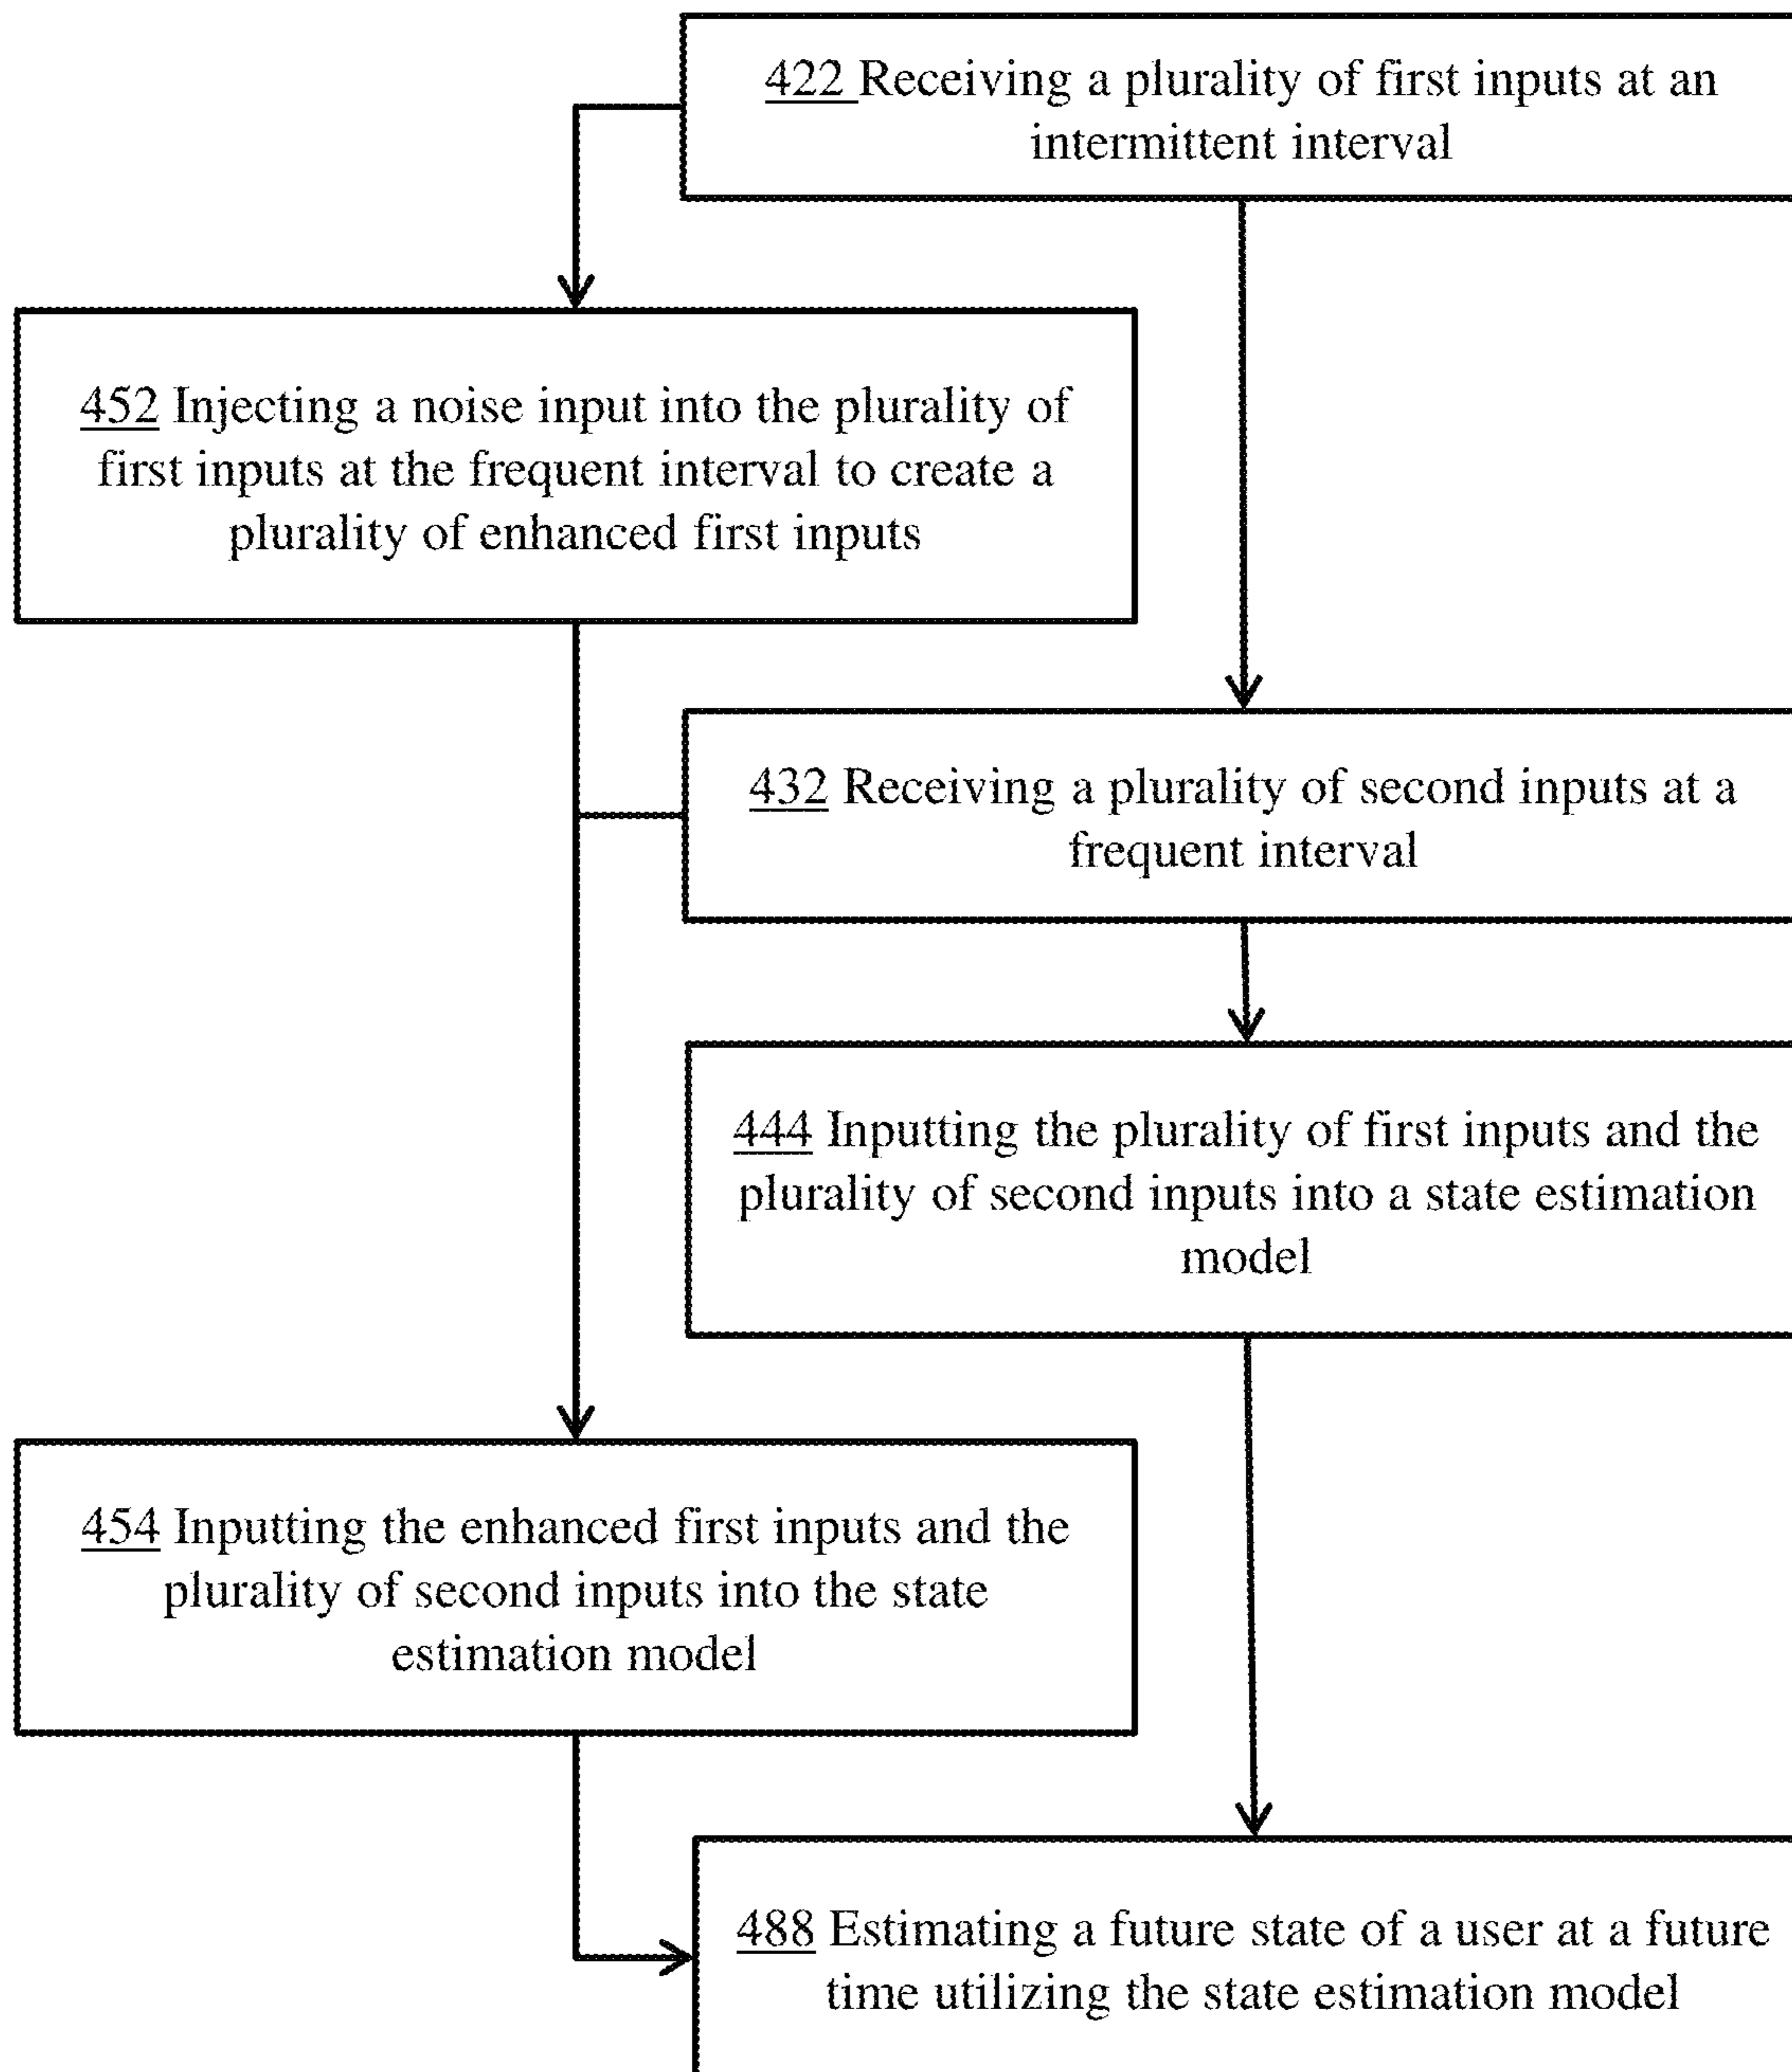 422 Receiving a plurality of first inputs at an
intermittent interval
452 Injecting a noise input into the plurality of
first inputs at the frequent interval to create a
plurality of enhanced first inputs
432 Receiving a plurality of second inputs at a
frequent interval
444 Inputting the plurality of first inputs and the
plurality of second inputs into a state estimation
model
454 Inputting the enhanced first inputs and the
plurality of second inputs into the state
estimation model
488 Estimating a future state of a user at a future
time utilizing the state estimation model